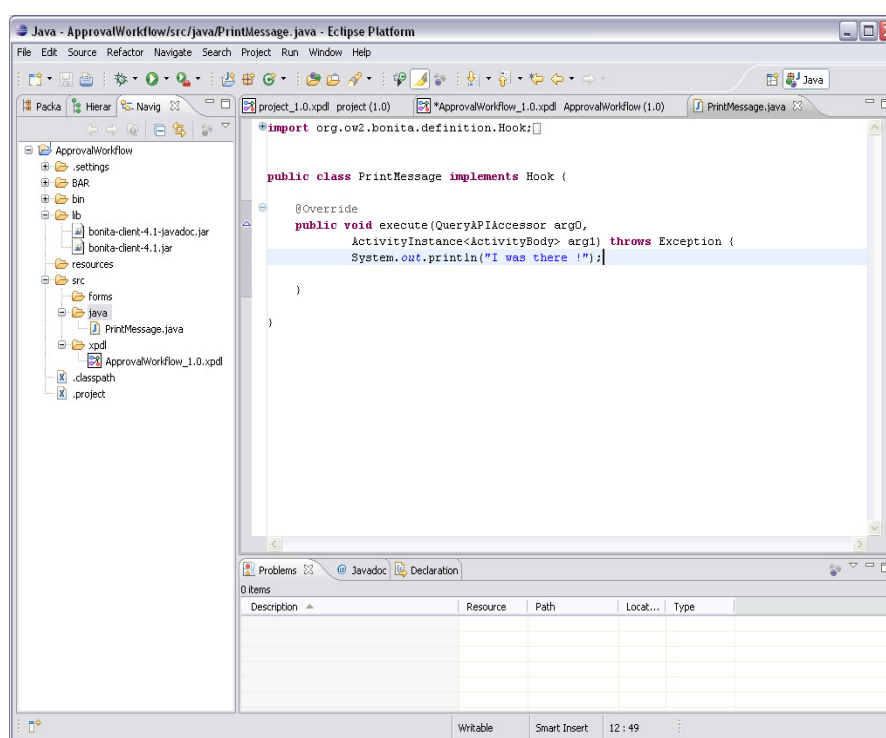 Java - ApprovalWorkflow/src/java/PrintMessage.java - Eclipse Platform
File Edit Source Refactor Navigate Search Project Run Window Help
Java
Packa Hierar Navig
project_1.0.xpdl project (1.0) *ApprovalWorkflow_1.0.xpdl ApprovalWorkflow (1.0) PrintMessage.java
import org.ow2.bonita.definition.Hook;
public class PrintMessage implements Hook {
@Override
public void execute(QueryAPIAccessor arg0,
ActivityInstance<ActivityBody> arg1) throws Exception {
System.out.println("I was there !");
}
}
ApprovalWorkflow
.settings
BAR
bin
lib
bonita-client-4.1-javadoc.jar
bonita-client-4.1.jar
resources
src
forms
java
PrintMessage.java
xpdl
ApprovalWorkflow_1.0.xpdl
.classpath
.project
Problems @ Javadoc Declaration
0 items
Description Resource Path Locat... Type
Writable Smart Insert 12 : 49